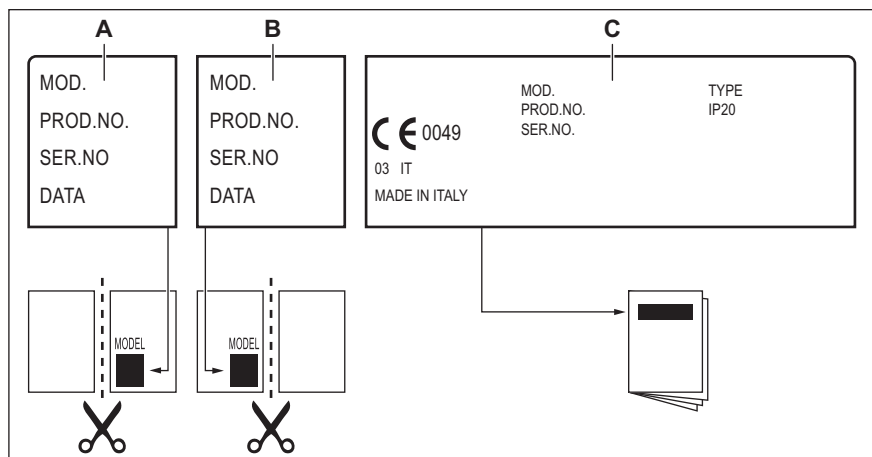 A
B
C
MOD.
PROD.NO.
SER.NO
DATA
MOD.
PROD.NO.
SER.NO
DATA
MOD.
PROD.NO.
SER.NO.
TYPE
IP20
CE 0049
03 IT
MADE IN ITALY
MODEL
MODEL